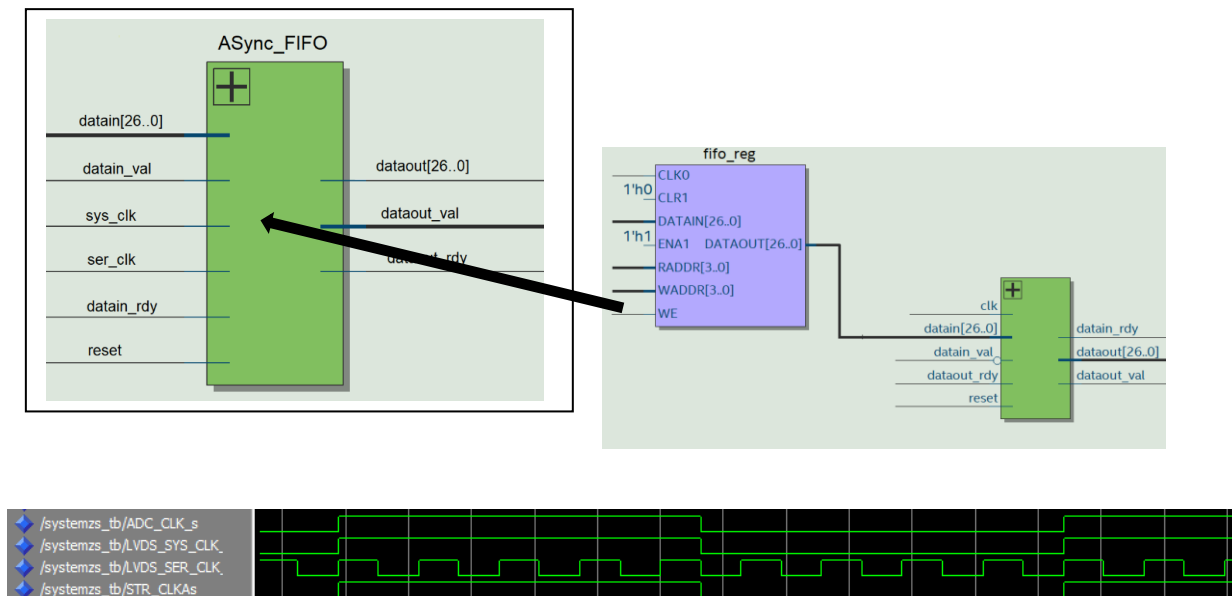 ASync_FIFO
datain[26..0]
datain_val
sys_clk
ser_clk
datain_rdy
reset
dataout[26..0]
dataout_val
dataout_rdy
fifo_reg
CLK0
1'h0
CLR1
DATAIN[26..0]
1'h1
ENA1 DATAOUT[26..0]
RADDR[3..0]
WADDR[3..0]
WE
clk
datain[26..0]
datain_val
dataout_rdy
reset
datain_rdy
dataout[26..0]
dataout_val
/systemzs_tb/ADC_CLK_s
/systemzs_tb/LVDS_SYS_CLK_
/systemzs_tb/LVDS_SER_CLK_
/systemzs_tb/STR_CLKAs